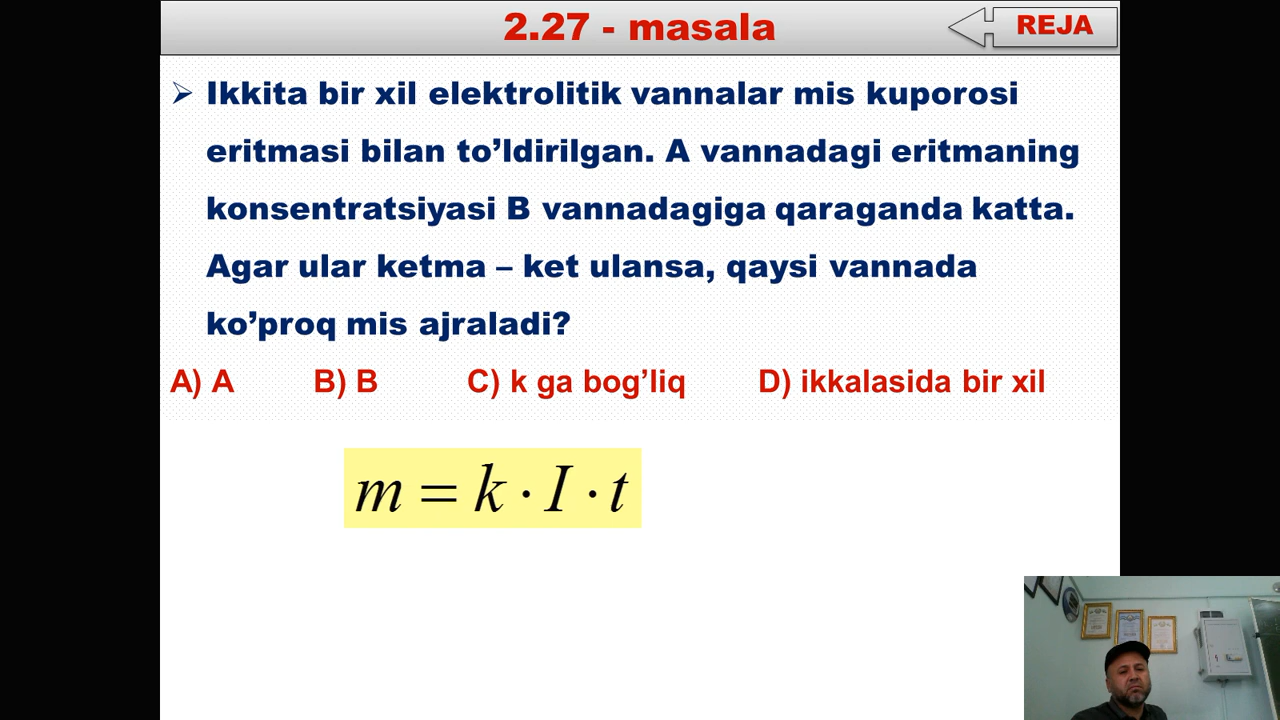 2.27 - masala
REJA
Ikkita bir xil elektrolitik vannalar mis kuporosi
eritmasi bilan to’ldirilgan. A vannadagi eritmaning
konsentratsiyasi B vannadagiga qaraganda katta.
Agar ular ketma – ket ulansa, qaysi vannada
ko’proq mis ajraladi?
A) A B) B C) k ga bog’liq D) ikkalasida bir xil
m = k · I · t